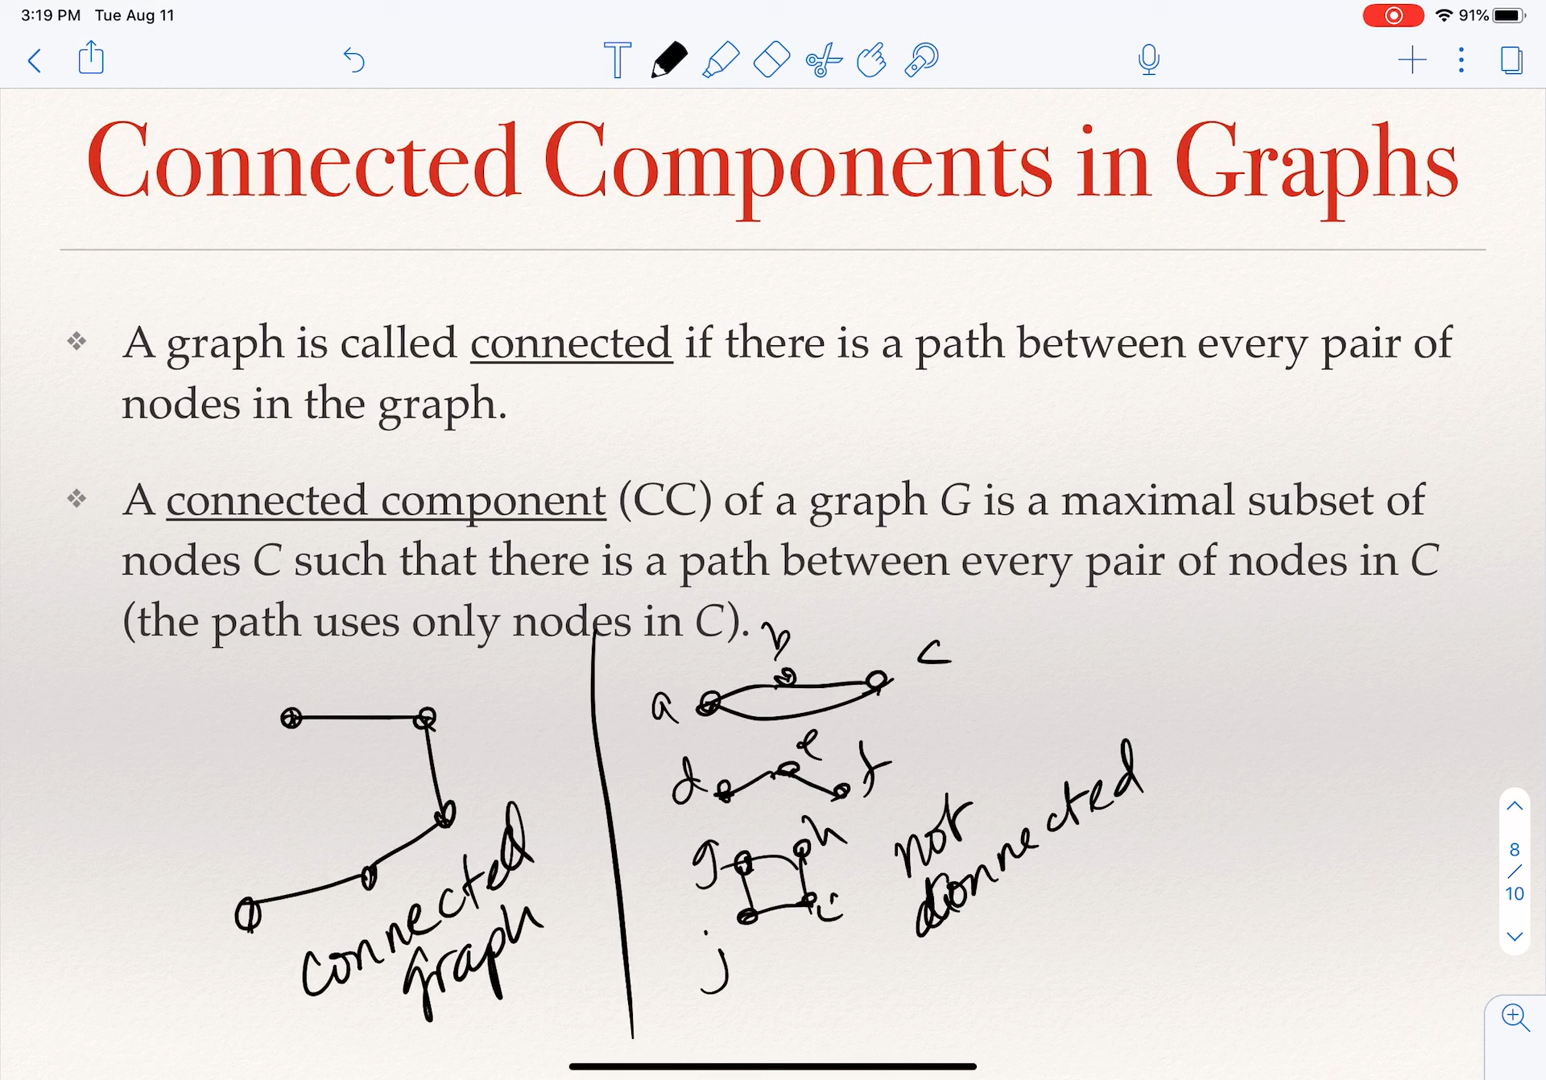 3:19 PM Tue Aug 11
91%
Connected Components in Graphs
❖ A graph is called connected if there is a path between every pair of
nodes in the graph.
❖ A connected component (CC) of a graph G is a maximal subset of
nodes C such that there is a path between every pair of nodes in C
(the path uses only nodes in C).
b
c
a
e
d
f
g
h
i
j
connected
graph
not
connected
8
/
10